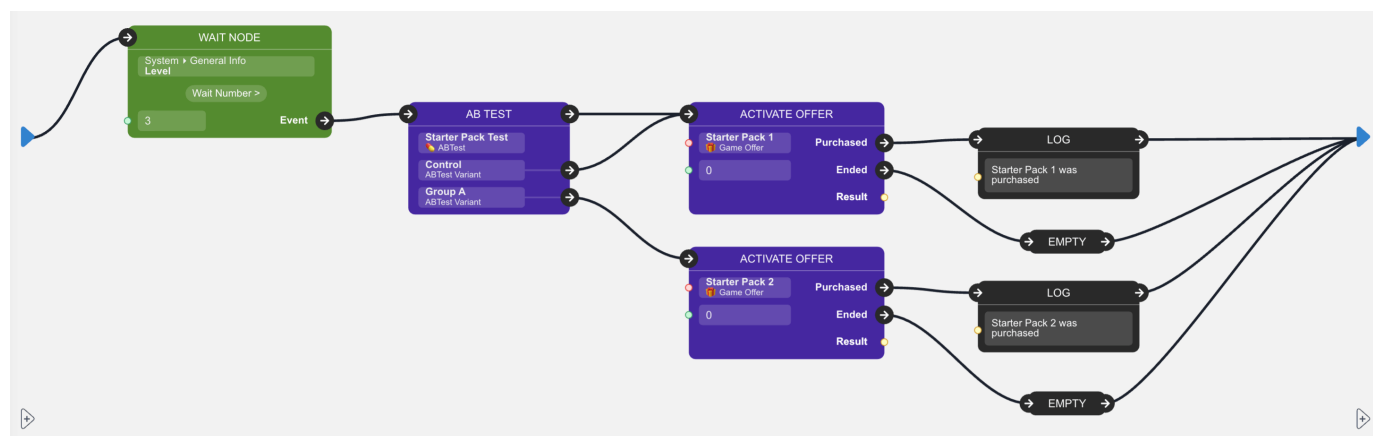 WAIT NODE
System ▸ General Info
Level
Wait Number >
3
Event
AB TEST
Starter Pack Test
ABTest
Control
ABTest Variant
Group A
ABTest Variant
ACTIVATE OFFER
Starter Pack 1
Game Offer
Purchased
0
Ended
Result
LOG
Starter Pack 1 was
purchased
EMPTY
ACTIVATE OFFER
Starter Pack 2
Game Offer
Purchased
0
Ended
Result
LOG
Starter Pack 2 was
purchased
EMPTY